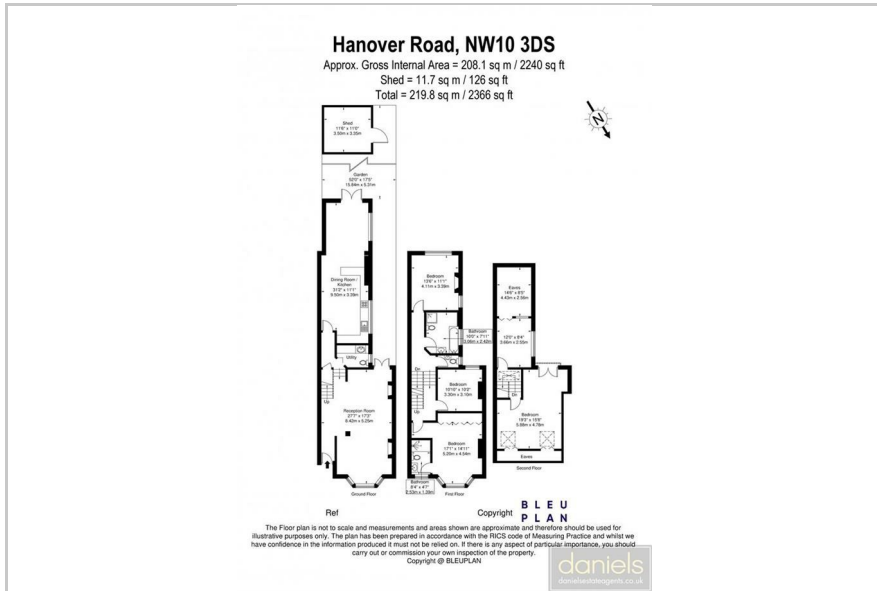 Hanover Road, NW10 3DS
Approx. Gross Internal Area = 208.1 sq m / 2240 sq ft
Shed = 11.7 sq m / 126 sq ft
Total = 219.8 sq m / 2366 sq ft
N
Shed
11'6" x 11'0"
3.50m x 3.35m
Garden
52'0" x 17'5"
15.84m x 5.31m
Dining Room /
Kitchen
31'2" x 11'1"
9.50m x 3.39m
Utility
Up
Reception Room
27'7" x 17'3"
8.42m x 5.25m
Ground Floor
Bedroom
13'6" x 11'1"
4.11m x 3.39m
Bathroom
10'0" x 7'11"
3.06m x 2.42m
Dn
Up
Bedroom
10'10" x 10'2"
3.30m x 3.10m
Bedroom
17'1" x 14'11"
5.20m x 4.54m
Bathroom
8'4" x 4'7"
2.53m x 1.39m
First Floor
Eaves
14'6" x 8'5"
4.43m x 2.56m
12'0" x 8'4"
3.66m x 2.55m
Dn
Bedroom
19'3" x 15'8"
5.88m x 4.78m
Eaves
Second Floor
Ref
Copyright
BLEU
PLAN
The Floor plan is not to scale and measurements and areas shown are approximate and therefore should be used for
illustrative purposes only. The plan has been prepared in accordance with the RICS code of Measuring Practice and whilst we
have confidence in the information produced it must not be relied on. If there is any aspect of particular importance, you should
carry out or commission your own inspection of the property.
Copyright @ BLEUPLAN
daniels
danielsestateagents.co.uk